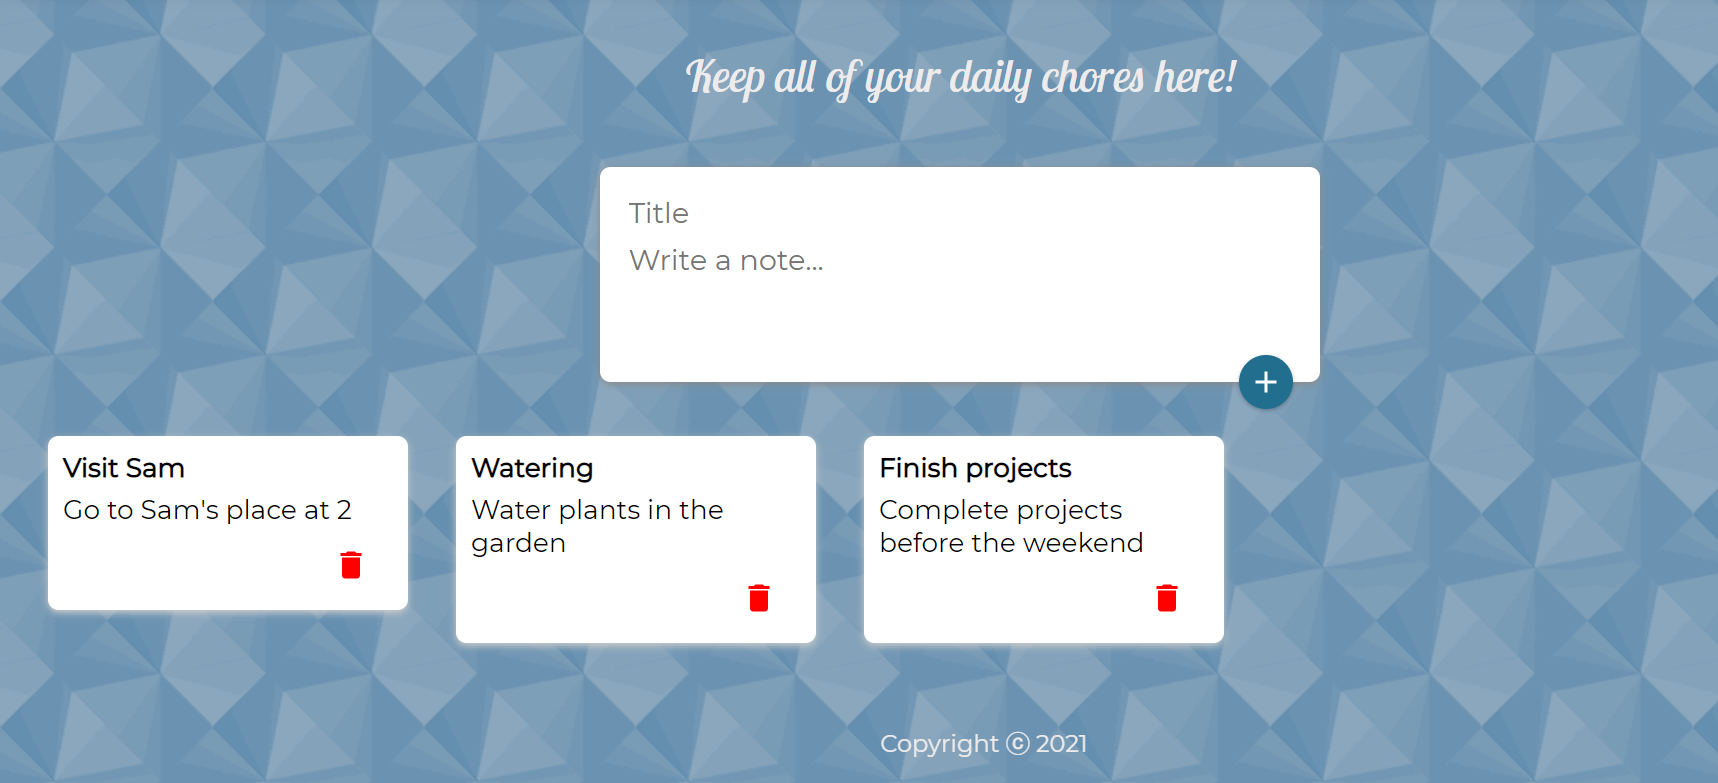 Keep all of your daily chores here!
Title
Write a note...
Visit Sam
Go to Sam's place at 2
Watering
Water plants in the
garden
Finish projects
Complete projects
before the weekend
Copyright ⓒ 2021